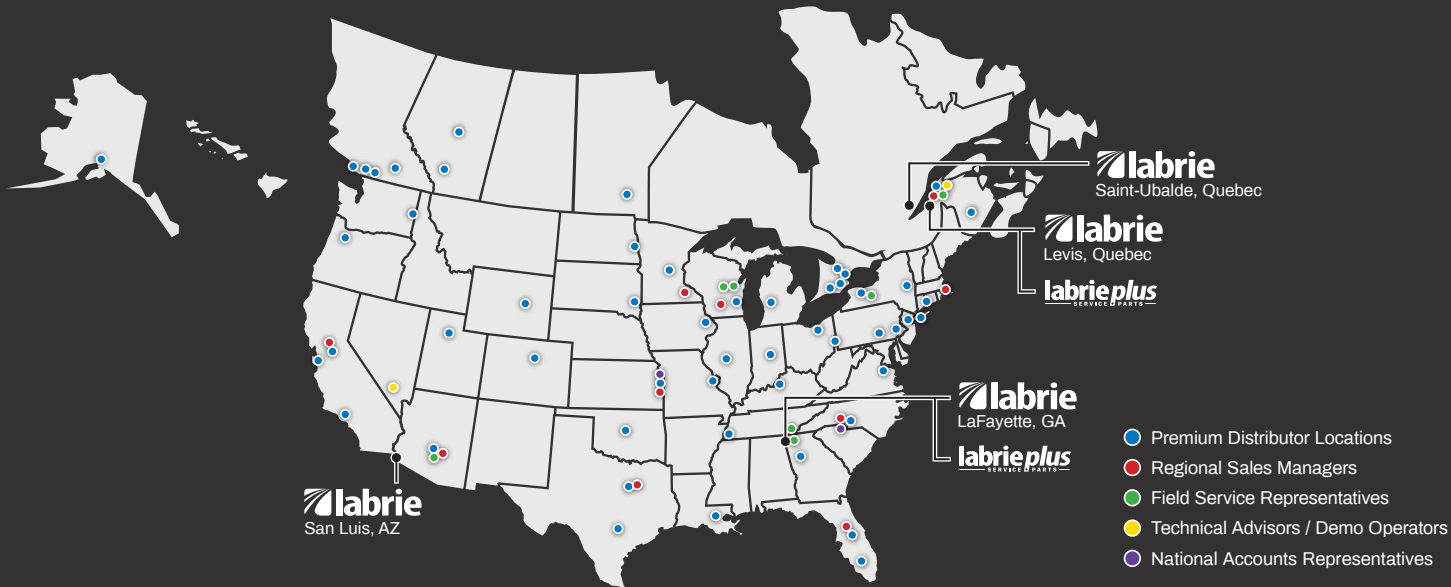 labrie
Saint-Ubalde, Quebec
labrie
Levis, Quebec
labrieplus
SERVICE & PARTS
labrie
LaFayette, GA
labrieplus
SERVICE & PARTS
labrie
San Luis, AZ
Premium Distributor Locations
Regional Sales Managers
Field Service Representatives
Technical Advisors / Demo Operators
National Accounts Representatives